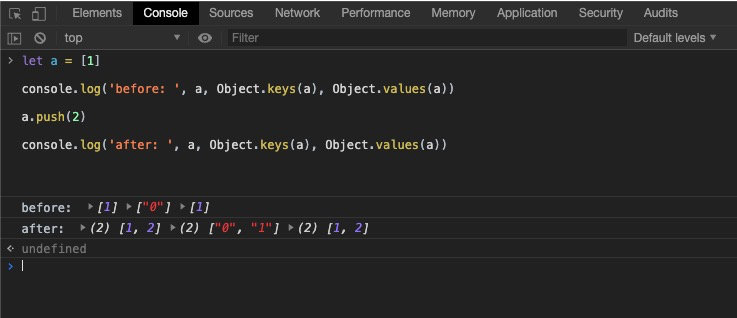 Elements Console Sources Network Performance Memory Application Security Audits
top ▼ Filter Default levels ▼
> let a = [1]
console.log('before: ', a, Object.keys(a), Object.values(a))
a.push(2)
console.log('after: ', a, Object.keys(a), Object.values(a))
before: ▶[1] ▶["0"] ▶[1]
after: ▶(2) [1, 2] ▶(2) ["0", "1"] ▶(2) [1, 2]
undefined
>